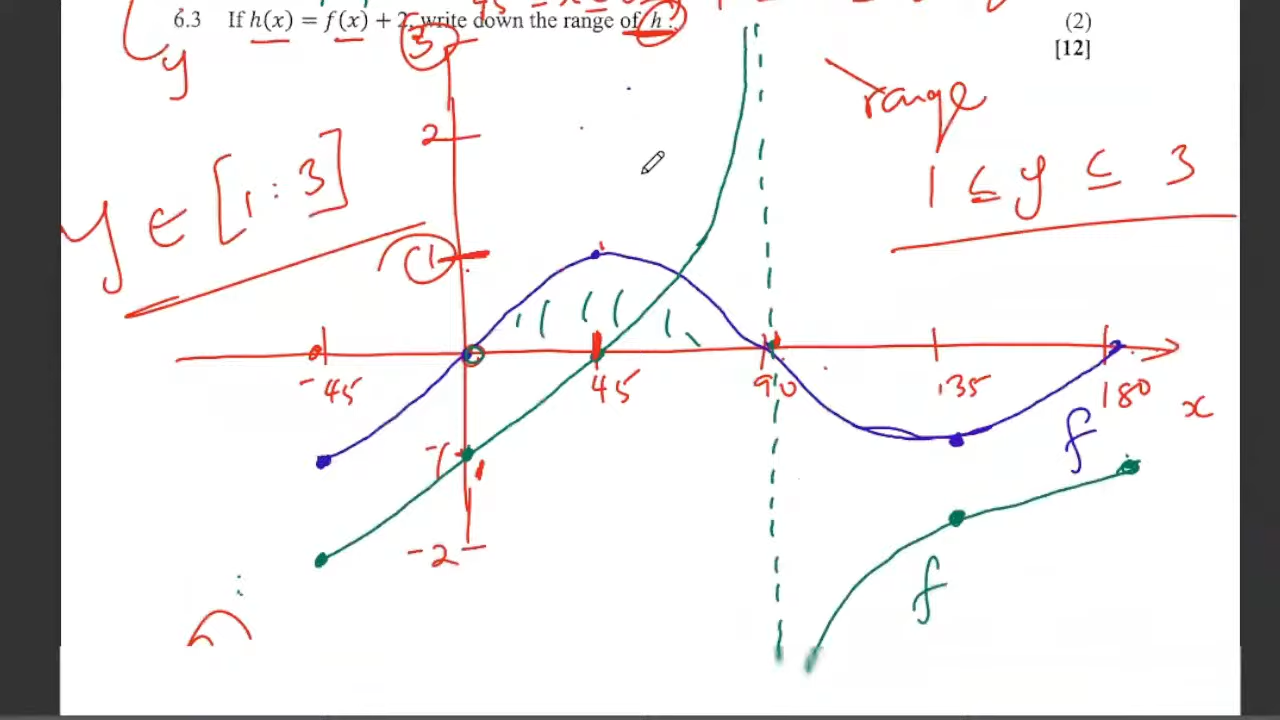 6.3 If h(x) = f(x) + 2, write down the range of h. (2)
[12]
y
3
range
2
y ∈ [1 : 3]
1 ≤ y ≤ 3
1
-45
45
90
135
180
x
-1
f
-2
f